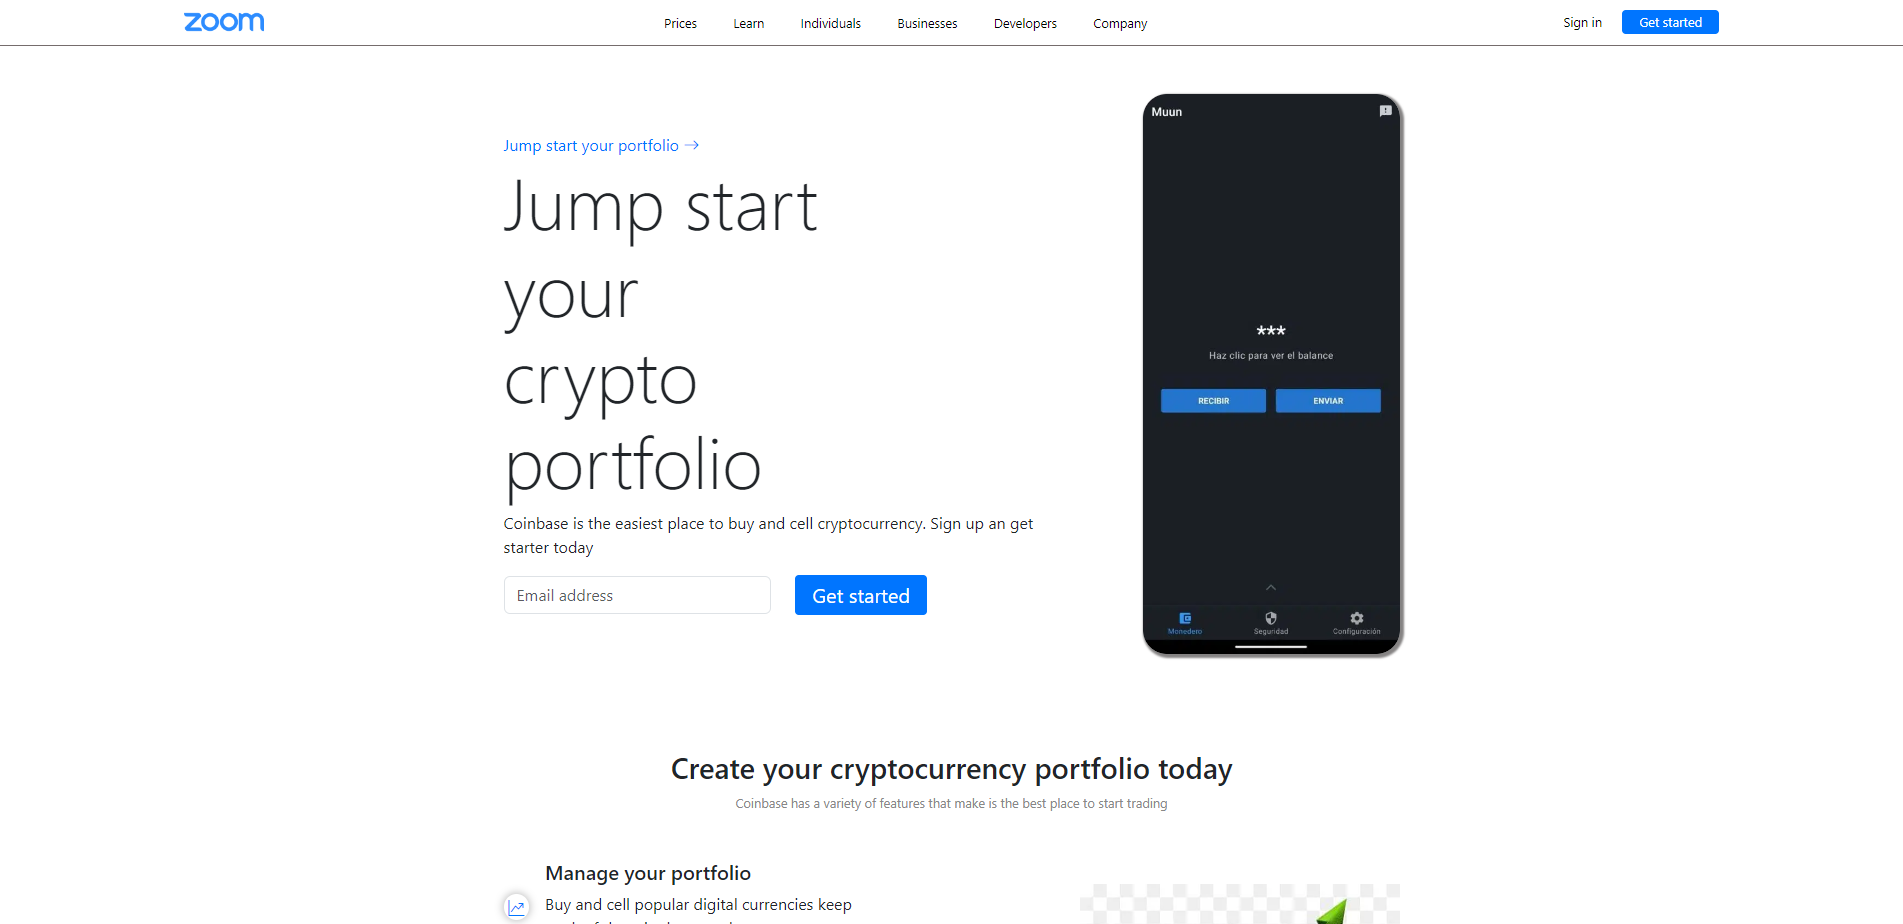 zoom
Prices Learn Individuals Businesses Developers Company
Sign in Get started
Jump start your portfolio →
Jump start
your
crypto
portfolio
Coinbase is the easiest place to buy and cell cryptocurrency. Sign up an get
starter today
Email address
Get started
Muun
***
Haz clic para ver el balance
RECIBIR ENVIAR
Monedero Seguridad Configuración
Create your cryptocurrency portfolio today
Coinbase has a variety of features that make is the best place to start trading
Manage your portfolio
Buy and cell popular digital currencies keep